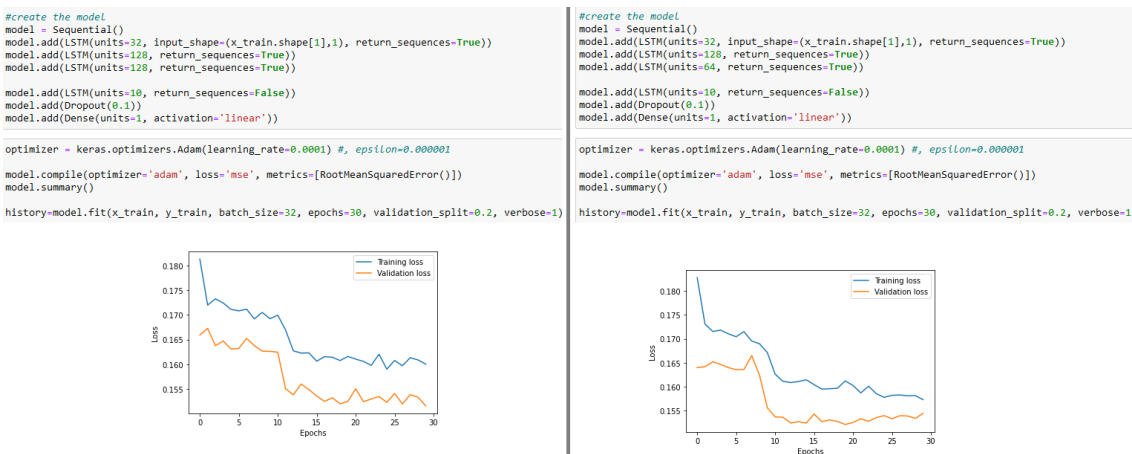 #create the model
model = Sequential()
model.add(LSTM(units=32, input_shape=(x_train.shape[1],1), return_sequences=True))
model.add(LSTM(units=128, return_sequences=True))
model.add(LSTM(units=128, return_sequences=True))
model.add(LSTM(units=10, return_sequences=False))
model.add(Dropout(0.1))
model.add(Dense(units=1, activation='linear'))
optimizer = keras.optimizers.Adam(learning_rate=0.0001) #, epsilon=0.000001
model.compile(optimizer='adam', loss='mse', metrics=[RootMeanSquaredError()])
model.summary()
history=model.fit(x_train, y_train, batch_size=32, epochs=30, validation_split=0.2, verbose=1)
Training loss
Validation loss
0.180
0.175
0.170
0.165
0.160
0.155
Loss
0 5 10 15 20 25 30
Epochs
#create the model
model = Sequential()
model.add(LSTM(units=32, input_shape=(x_train.shape[1],1), return_sequences=True))
model.add(LSTM(units=128, return_sequences=True))
model.add(LSTM(units=64, return_sequences=True))
model.add(LSTM(units=10, return_sequences=False))
model.add(Dropout(0.1))
model.add(Dense(units=1, activation='linear'))
optimizer = keras.optimizers.Adam(learning_rate=0.0001) #, epsilon=0.000001
model.compile(optimizer='adam', loss='mse', metrics=[RootMeanSquaredError()])
model.summary()
history=model.fit(x_train, y_train, batch_size=32, epochs=30, validation_split=0.2, verbose=1
Training loss
Validation loss
0.180
0.175
0.170
0.165
0.160
0.155
Loss
0 5 10 15 20 25 30
Epochs